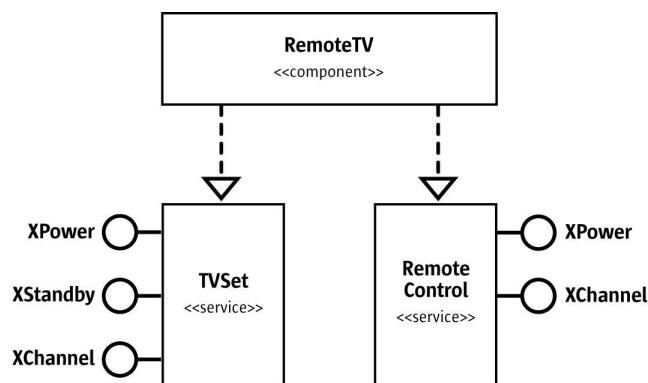 RemoteTV
<<component>>
XPower
XStandby
XChannel
TVSet
<<service>>
Remote
Control
<<service>>
XPower
XChannel